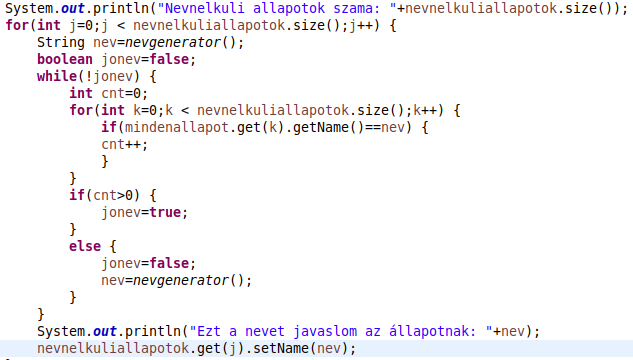 System.out.println("Nevnelkuli allapotok szama: "+nevnelkuliallapotok.size());
for(int j=0;j < nevnelkuliallapotok.size();j++) {
    String nev=nevgenerator();
    boolean jonev=false;
    while(!jonev) {
        int cnt=0;
        for(int k=0;k < nevnelkuliallapotok.size();k++) {
            if(mindenallapot.get(k).getName()==nev) {
            cnt++;
            }
        }
        if(cnt>0) {
            jonev=true;
        }
        else {
            jonev=false;
            nev=nevgenerator();
        }
    }
    System.out.println("Ezt a nevet javaslom az állapotnak: "+nev);
    nevnelkuliallapotok.get(j).setName(nev);